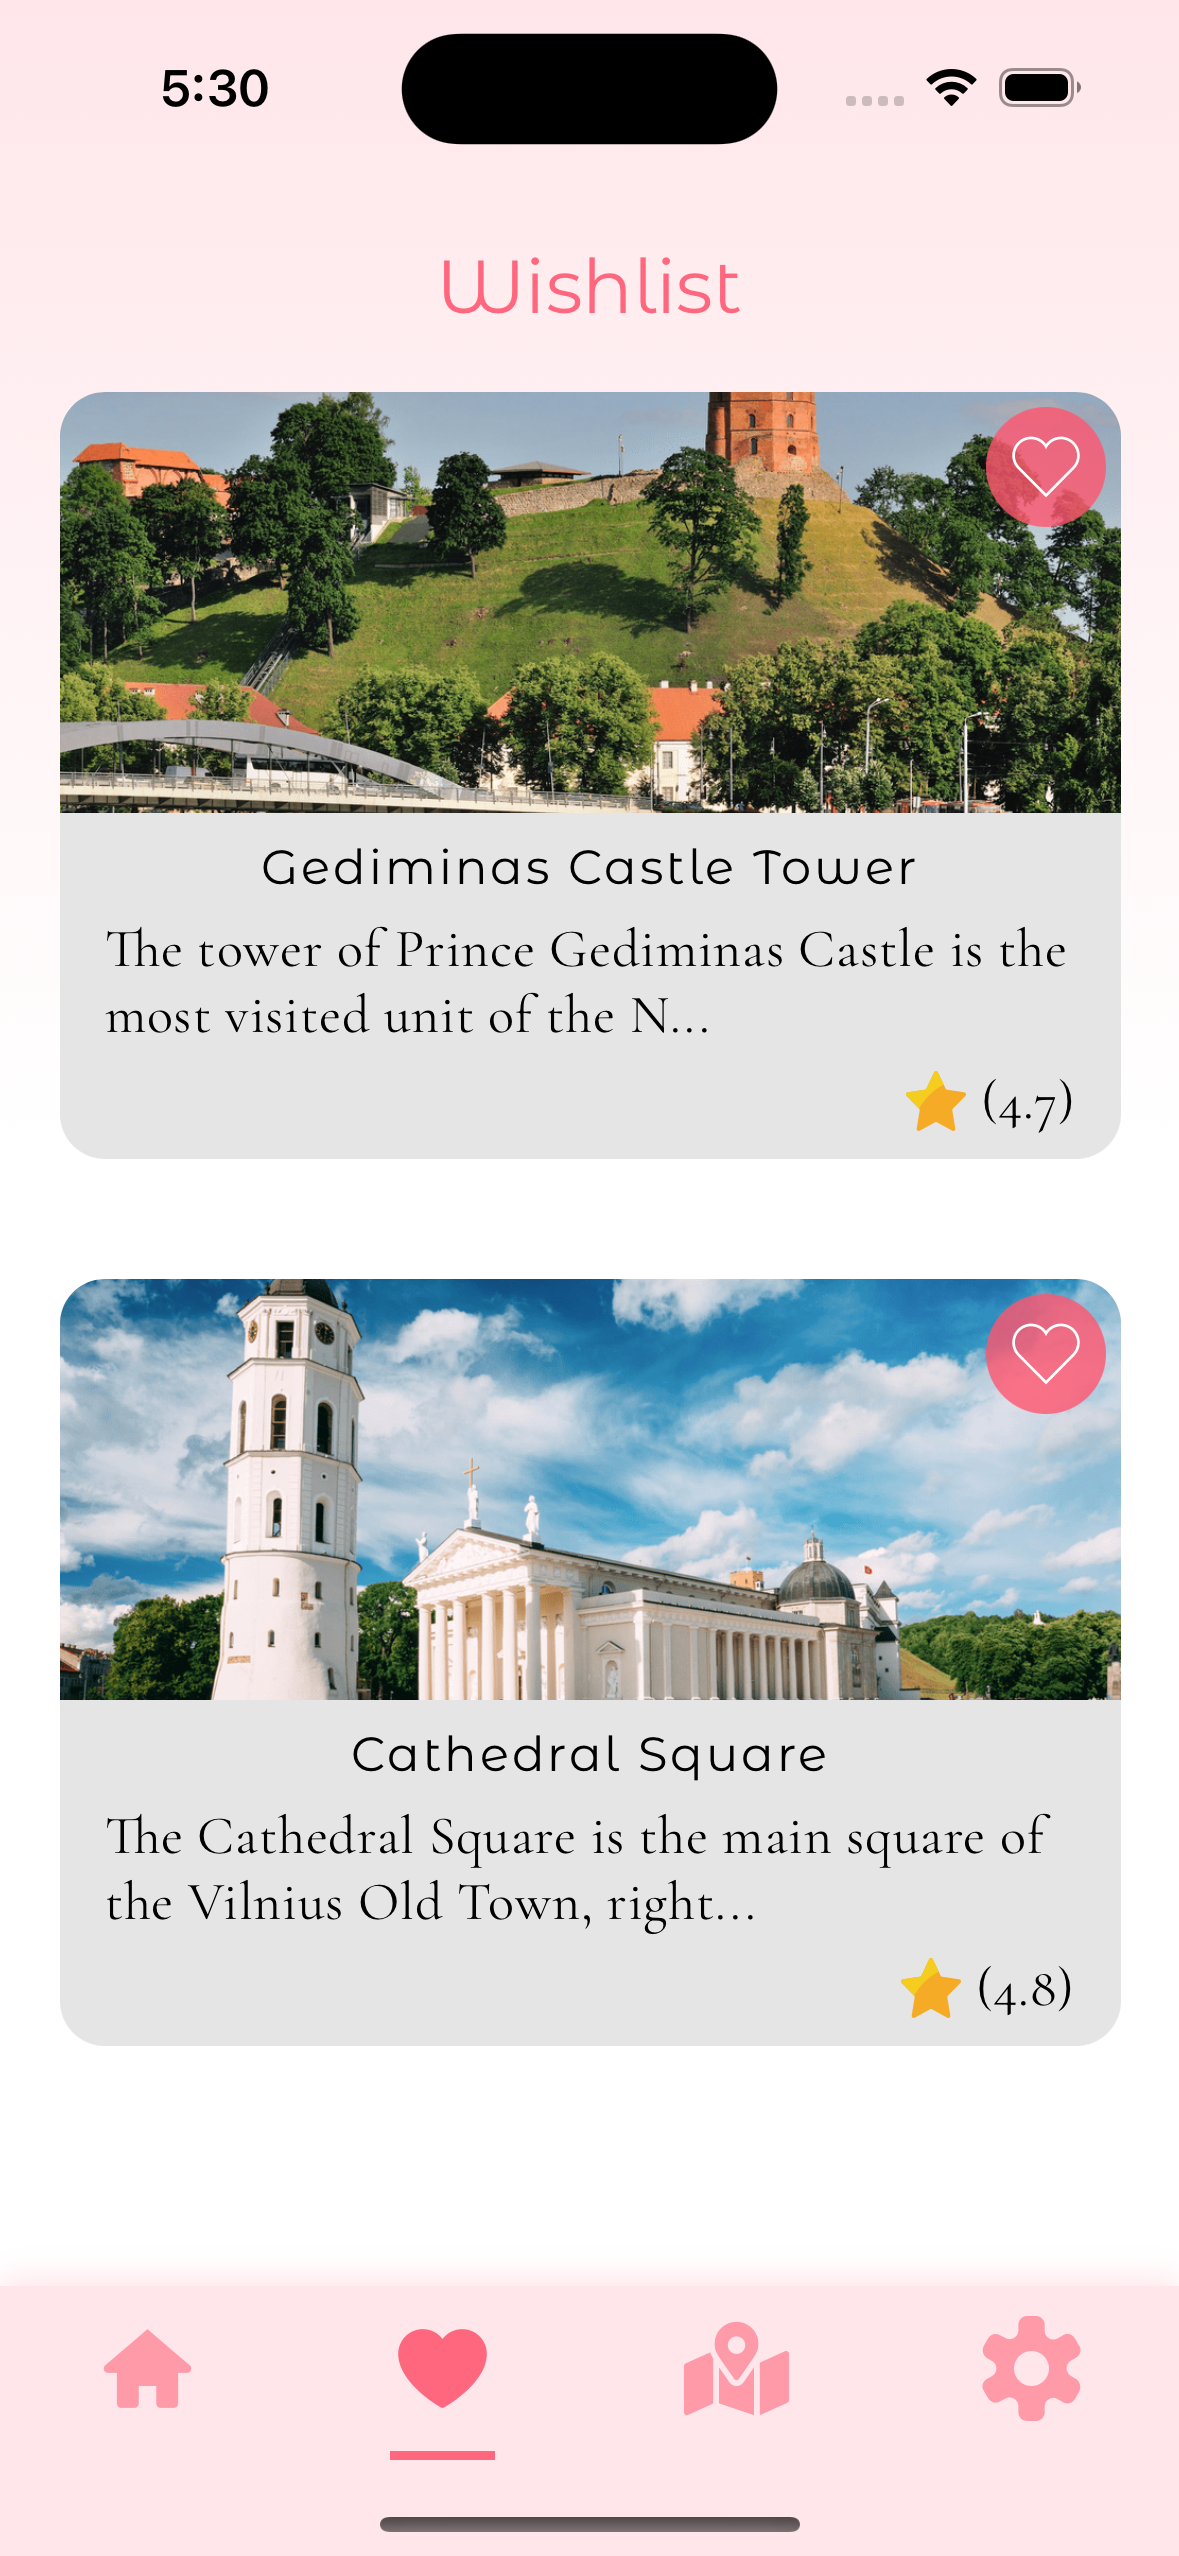 5:30
Wishlist
Gediminas Castle Tower
The tower of Prince Gediminas Castle is the
most visited unit of the N...
(4.7)
Cathedral Square
The Cathedral Square is the main square of
the Vilnius Old Town, right...
(4.8)